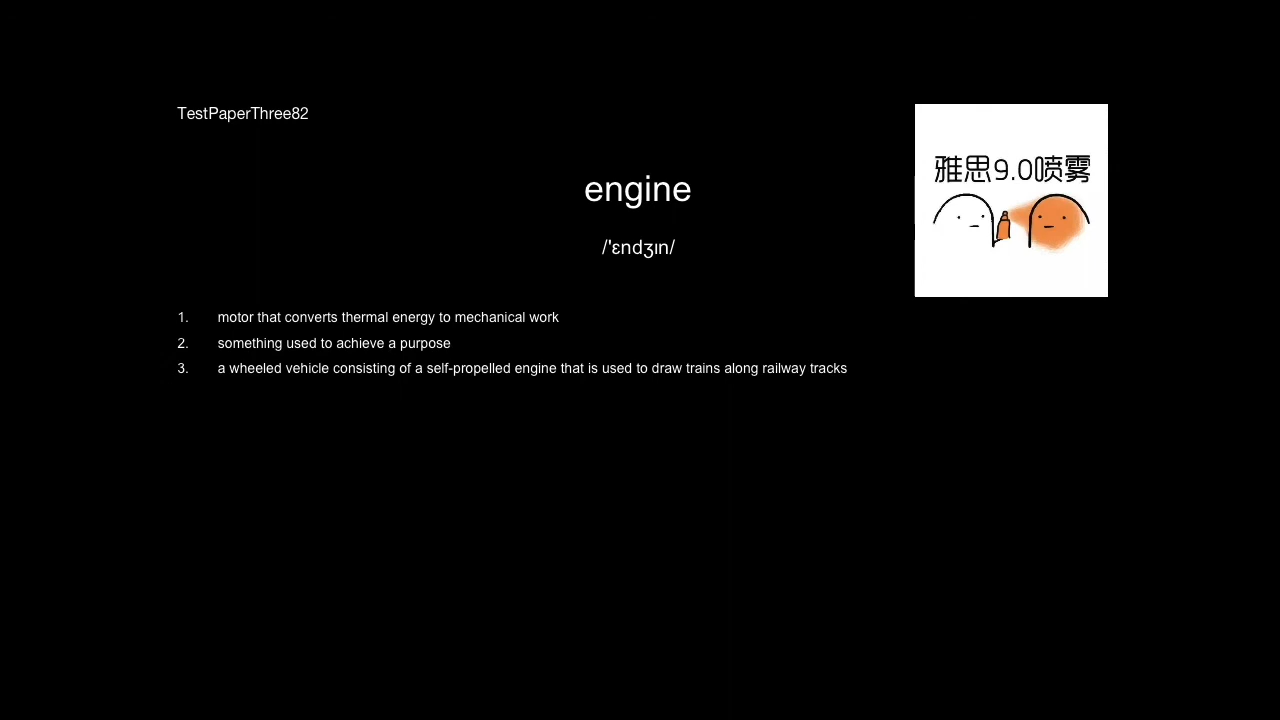 TestPaperThree82
雅思9.0喷雾
engine
/'ɛndʒɪn/
1. motor that converts thermal energy to mechanical work
2. something used to achieve a purpose
3. a wheeled vehicle consisting of a self-propelled engine that is used to draw trains along railway tracks